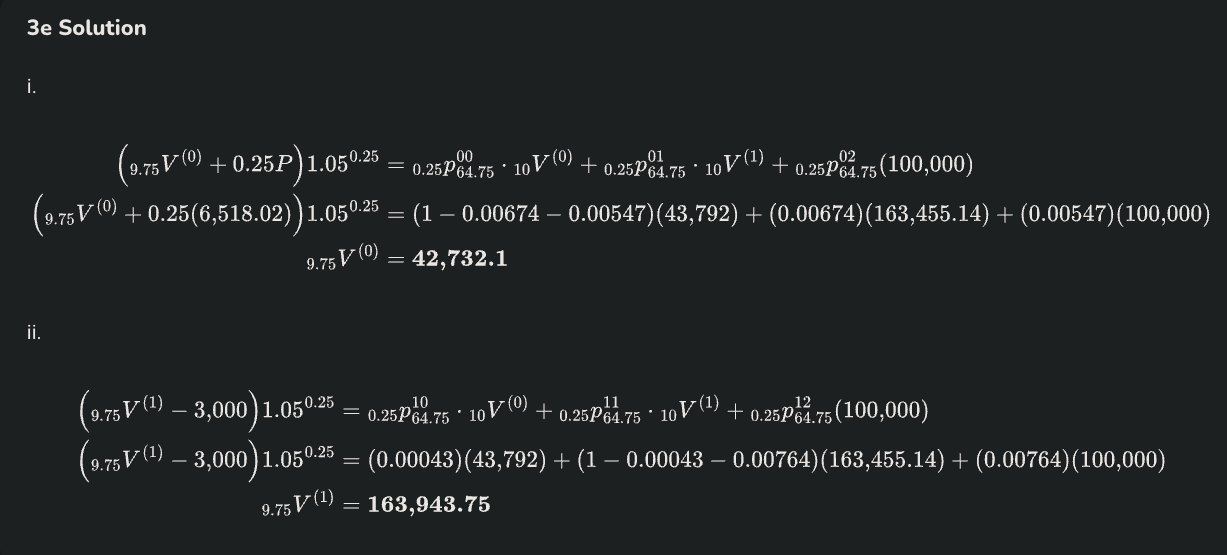 3e Solution
i.
$\left({}_{9.75}V^{(0)} + 0.25P\right)1.05^{0.25} = {}_{0.25}p_{64.75}^{00} \cdot {}_{10}V^{(0)} + {}_{0.25}p_{64.75}^{01} \cdot {}_{10}V^{(1)} + {}_{0.25}p_{64.75}^{02}(100{,}000)$
$\left({}_{9.75}V^{(0)} + 0.25(6{,}518.02)\right)1.05^{0.25} = (1 - 0.00674 - 0.00547)(43{,}792) + (0.00674)(163{,}455.14) + (0.00547)(100{,}000)$
${}_{9.75}V^{(0)} = \mathbf{42{,}732.1}$
ii.
$\left({}_{9.75}V^{(1)} - 3{,}000\right)1.05^{0.25} = {}_{0.25}p_{64.75}^{10} \cdot {}_{10}V^{(0)} + {}_{0.25}p_{64.75}^{11} \cdot {}_{10}V^{(1)} + {}_{0.25}p_{64.75}^{12}(100{,}000)$
$\left({}_{9.75}V^{(1)} - 3{,}000\right)1.05^{0.25} = (0.00043)(43{,}792) + (1 - 0.00043 - 0.00764)(163{,}455.14) + (0.00764)(100{,}000)$
${}_{9.75}V^{(1)} = \mathbf{163{,}943.75}$